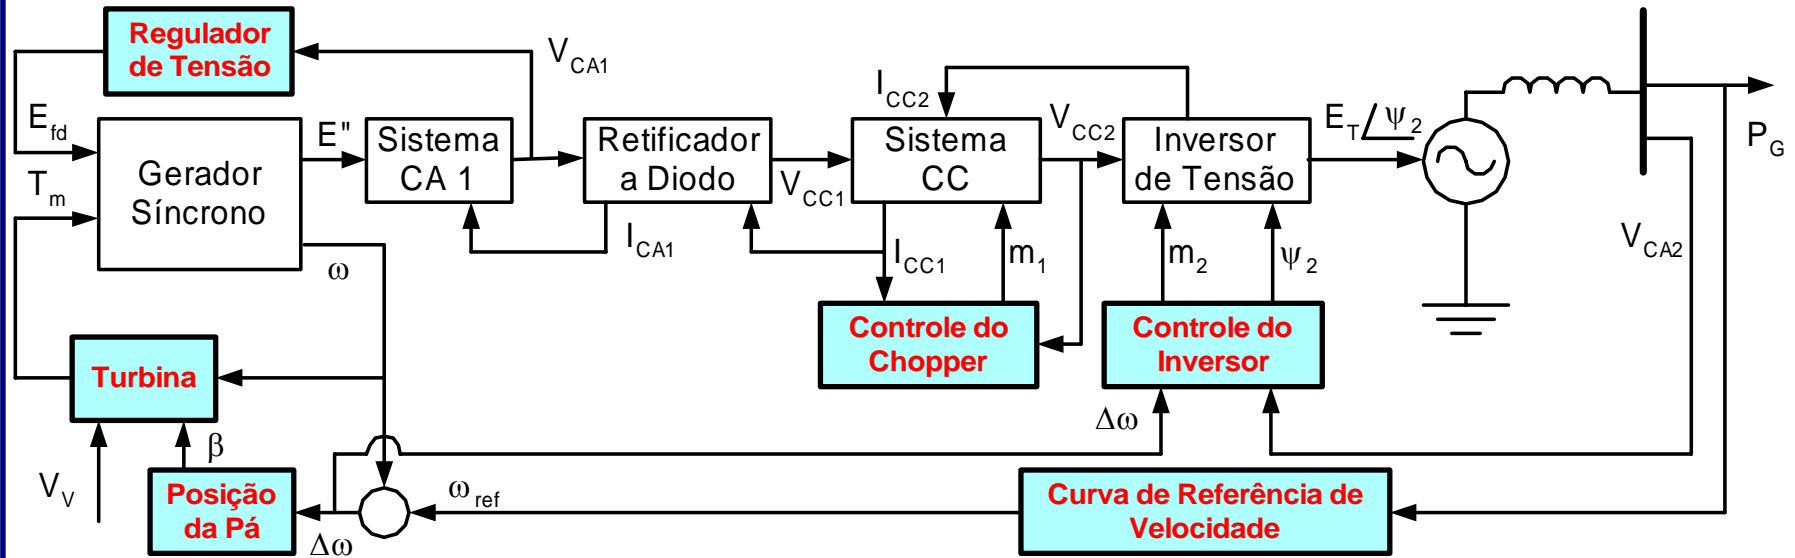 Regulador
de Tensão
V_CA1
E_fd
T_m
Gerador
Síncrono
E"
Sistema
CA 1
I_CA1
Retificador
a Diodo
V_CC1
I_CC2
Sistema
CC
I_CC1
m_1
V_CC2
Inversor
de Tensão
m_2
ψ_2
E_T∠ψ_2
P_G
V_CA2
ω
Controle do
Chopper
Controle do
Inversor
Turbina
V_V
β
Δω
Posição
da Pá
Δω
ω_ref
Curva de Referência de
Velocidade